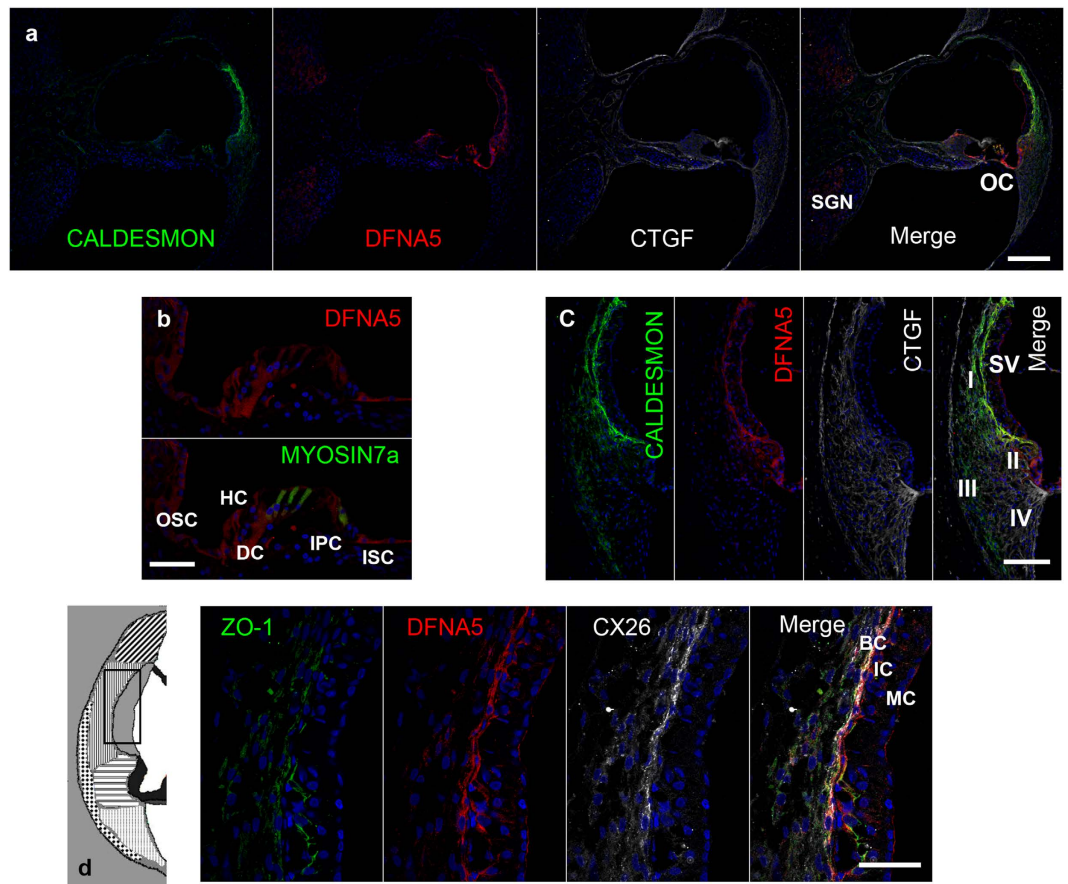 a
CALDESMON
DFNA5
CTGF
Merge
SGN
OC
b
DFNA5
MYOSIN7a
HC
OSC
DC
IPC
ISC
C
CALDESMON
DFNA5
CTGF
Merge
SV
I
II
III
IV
d
ZO-1
DFNA5
CX26
Merge
BC
IC
MC